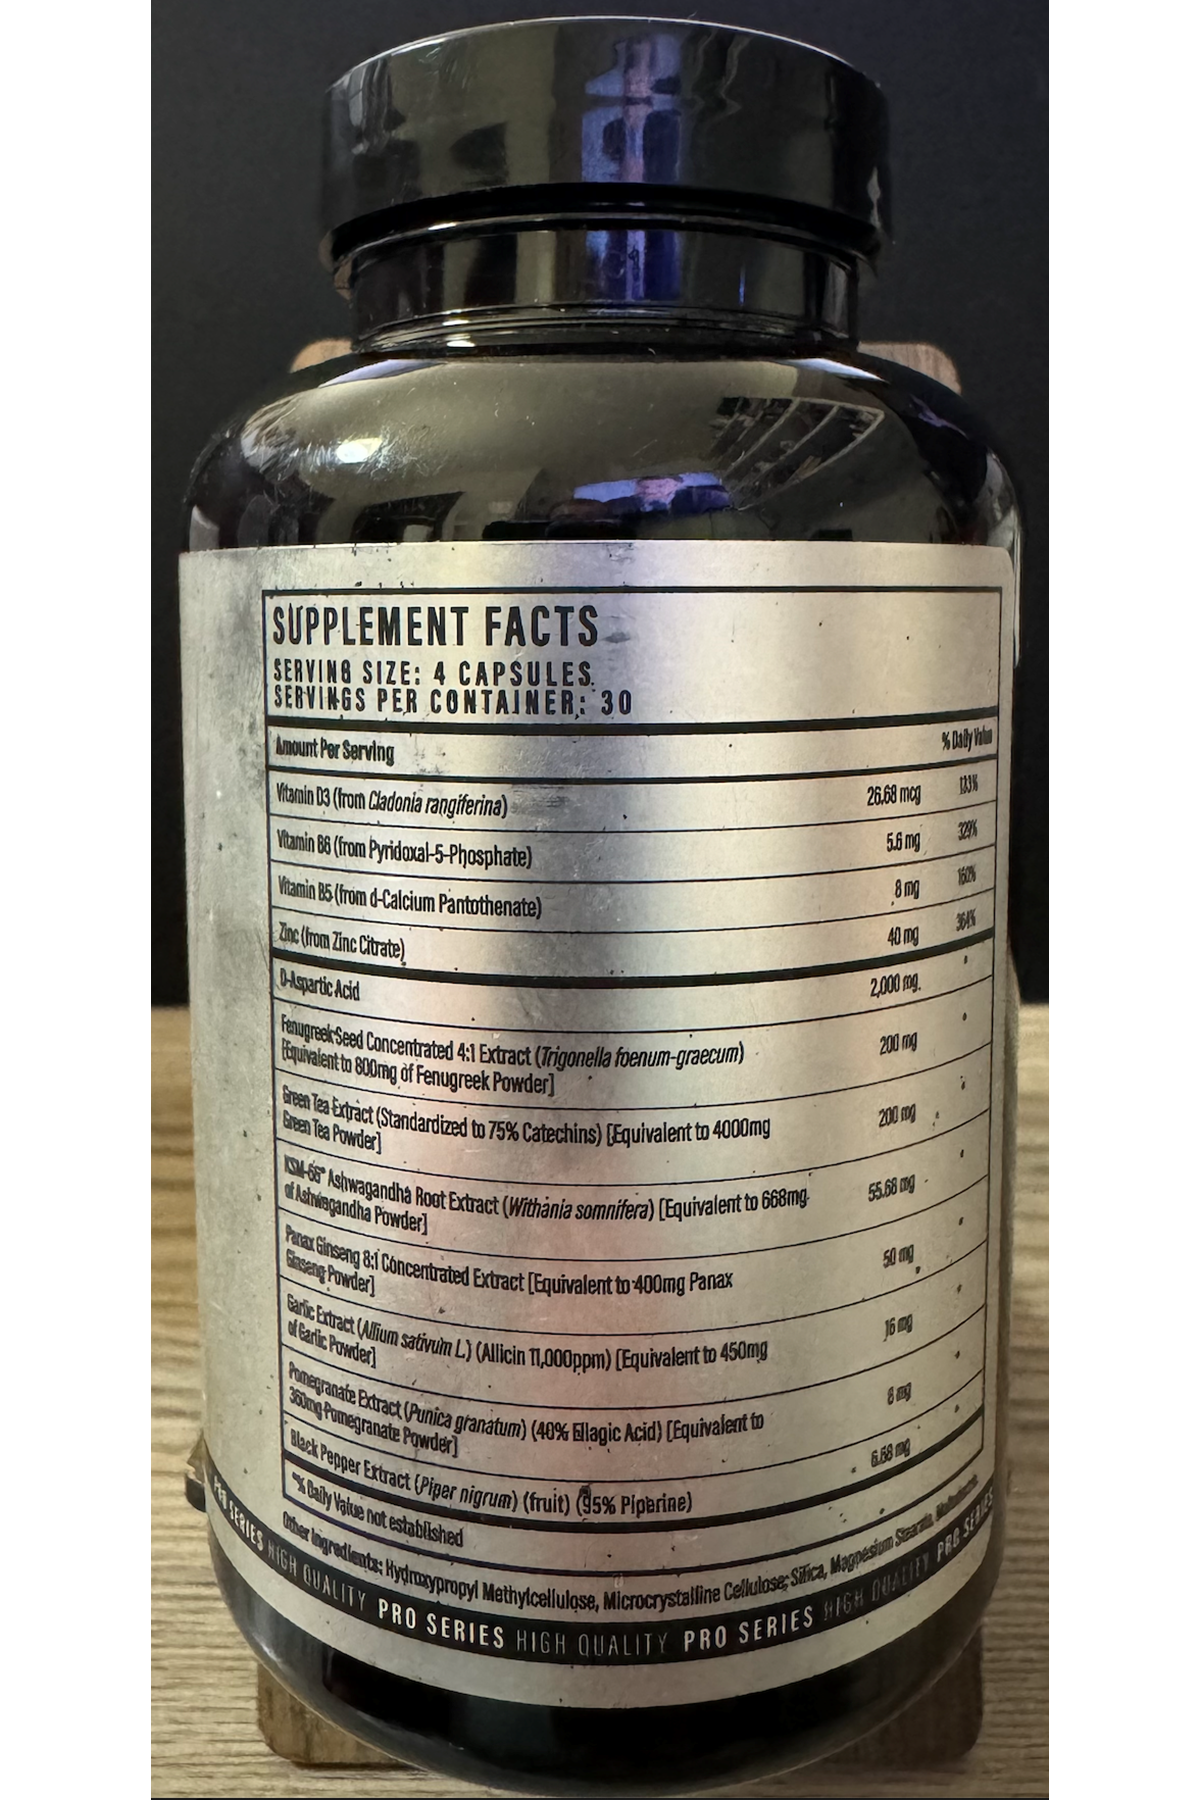 SUPPLEMENT FACTS
SERVING SIZE: 4 CAPSULES
SERVINGS PER CONTAINER: 30
Amount Per Serving % Daily Value
Vitamin D3 (from Cladonia rangiferina) 26.68 mcg 133%
Vitamin B6 (from Pyridoxal-5-Phosphate) 5.6 mg 329%
Vitamin B5 (from d-Calcium Pantothenate) 8 mg 160%
Zinc (from Zinc Citrate) 40 mg 364%
D-Aspartic Acid 2,000 mg *
Fenugreek Seed Concentrated 4:1 Extract (Trigonella foenum-graecum) 200 mg *
[Equivalent to 800mg of Fenugreek Powder]
Green Tea Extract (Standardized to 75% Catechins) [Equivalent to 4000mg 200 mg *
Green Tea Powder]
KSM-66® Ashwagandha Root Extract (Withania somnifera) [Equivalent to 668mg 55.68 mg *
of Ashwagandha Powder]
Panax Ginseng 8:1 Concentrated Extract [Equivalent to 400mg Panax 50 mg *
Ginseng Powder]
Garlic Extract (Allium sativum L.) (Allicin 11,000ppm) [Equivalent to 450mg 16 mg *
of Garlic Powder]
Pomegranate Extract (Punica granatum) (40% Ellagic Acid) [Equivalent to 8 mg *
360mg Pomegranate Powder]
Black Pepper Extract (Piper nigrum) (fruit) (95% Piperine) 6.68 mg *
*% Daily Value not established
Other Ingredients: Hydroxypropyl Methylcellulose, Microcrystalline Cellulose, Silica, Magnesium Stearate,
PRO SERIES HIGH QUALITY PRO SERIES HIGH QUALITY PRO SERIES HIGH QUALITY PRO SERIES